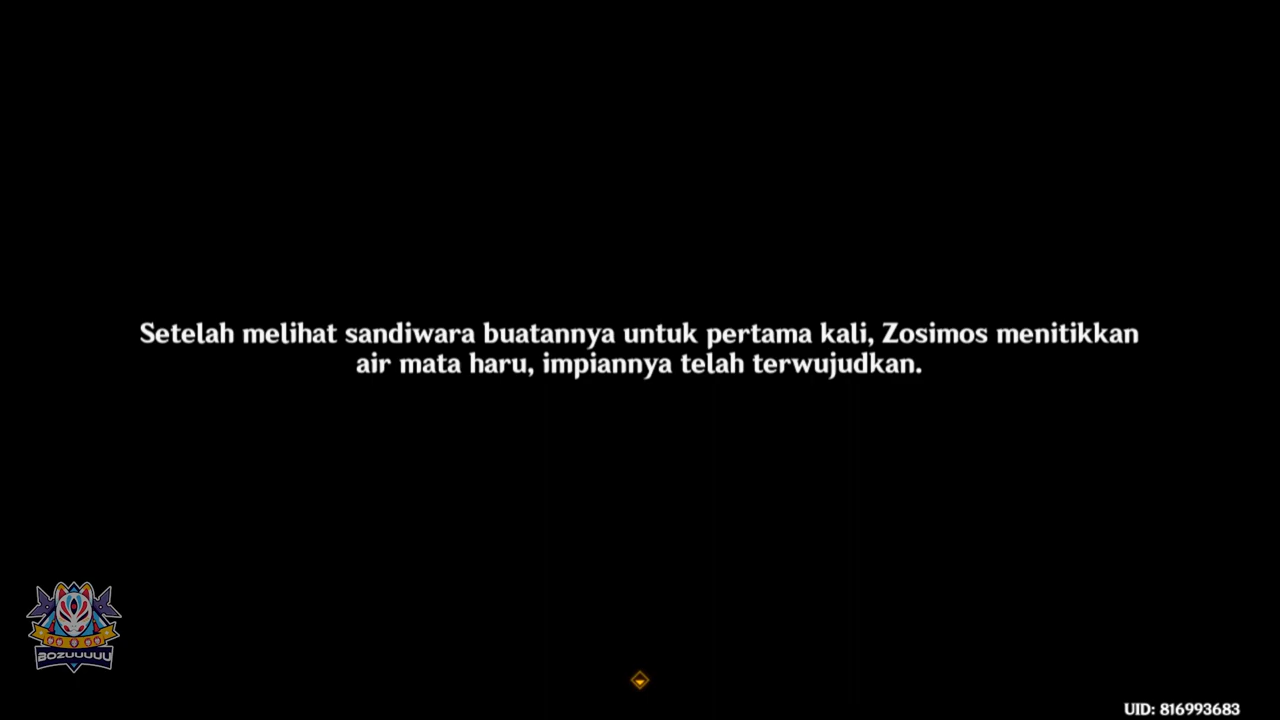 Setelah melihat sandiwara buatannya untuk pertama kali, Zosimos menitikkan
air mata haru, impiannya telah terwujudkan.
BOZUUUUU
UID: 816993683